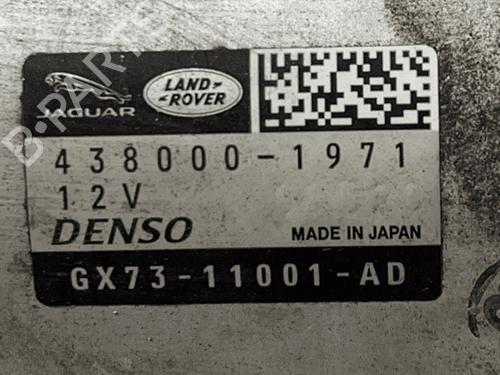 JAGUAR
LAND
ROVER
438000-1971
12V
DENSO
MADE IN JAPAN
GX73-11001-AD
B-PARTS